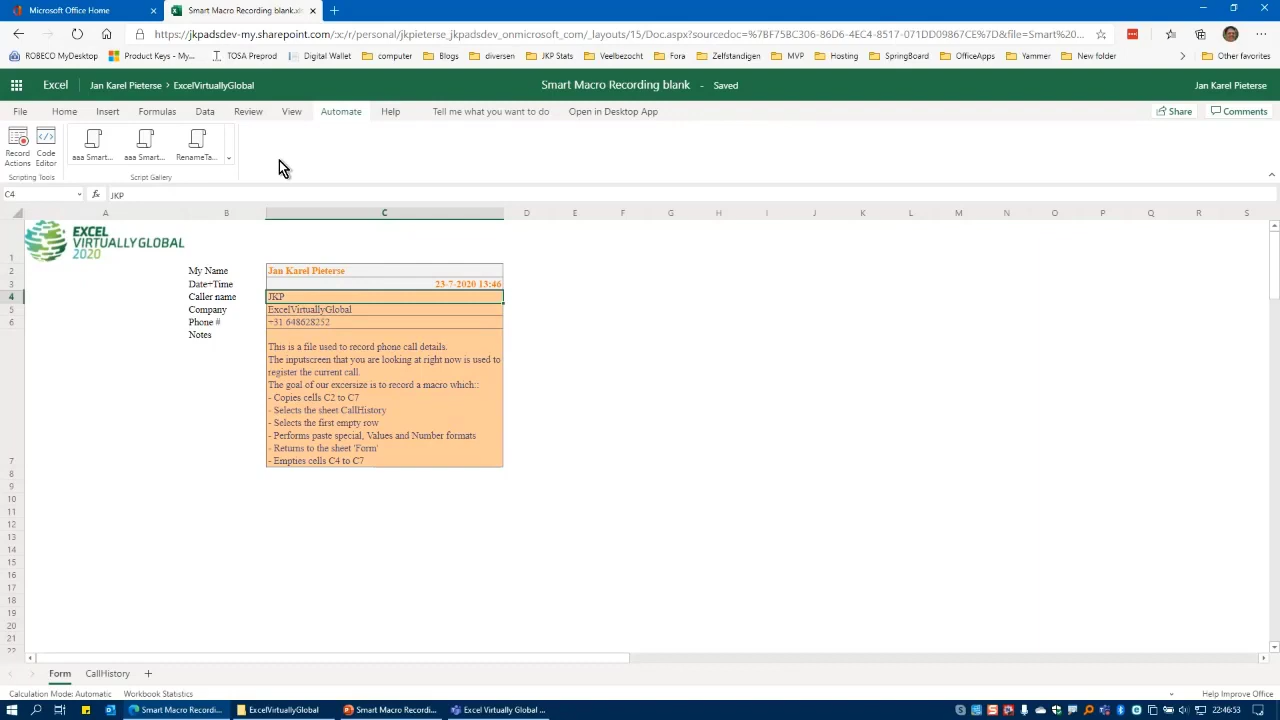 Microsoft Office Home
Smart Macro Recording blank.xls
https://jkpadsdev-my.sharepoint.com/:x:/r/personal/jkpieterse_jkpadsdev_onmicrosoft_com/_layouts/15/Doc.aspx?sourcedoc=%7BF75BC306-86D6-4EC4-8517-071DD09867CE%7D&file=Smart%20...
ROBECO MyDesktop
Product Keys - My...
TOSA Preprod
Digital Wallet
computer
Blogs
diversen
JKP Stats
Veelbezocht
Fora
Zelfstandigen
MVP
Hosting
SpringBoard
OfficeApps
Yammer
New folder
Other favorites
Excel
Jan Karel Pieterse > ExcelVirtuallyGlobal
Smart Macro Recording blank - Saved
Jan Karel Pieterse
File Home Insert Formulas Data Review View Automate Help Tell me what you want to do Open in Desktop App
Share
Comments
Record Actions
Code Editor
aaa Smart...
aaa Smart...
RenameTa...
Scripting Tools
Script Gallery
C4
fx
JKP
A B C D E F G H I J K L M N O P Q R S
EXCEL
VIRTUALLYGLOBAL
2020
1
2 My Name Jan Karel Pieterse
3 Date+Time 23-7-2020 13:46
4 Caller name JKP
5 Company ExcelVirtuallyGlobal
6 Phone # +31 648628252
Notes
This is a file used to record phone call details.
The inputscreen that you are looking at right now is used to
register the current call.
The goal of our excersize is to record a macro which::
- Copies cells C2 to C7
- Selects the sheet CallHistory
- Selects the first empty row
- Performs paste special, Values and Number formats
- Returns to the sheet 'Form'
7 - Empties cells C4 to C7
8
9
10
11
12
13
14
15
16
17
18
19
20
21
22
Form
CallHistory
Calculation Mode: Automatic
Workbook Statistics
Help Improve Office
Smart Macro Recordi...
ExcelVirtuallyGlobal
Smart Macro Recordi...
Excel Virtually Global ...
22:46:53